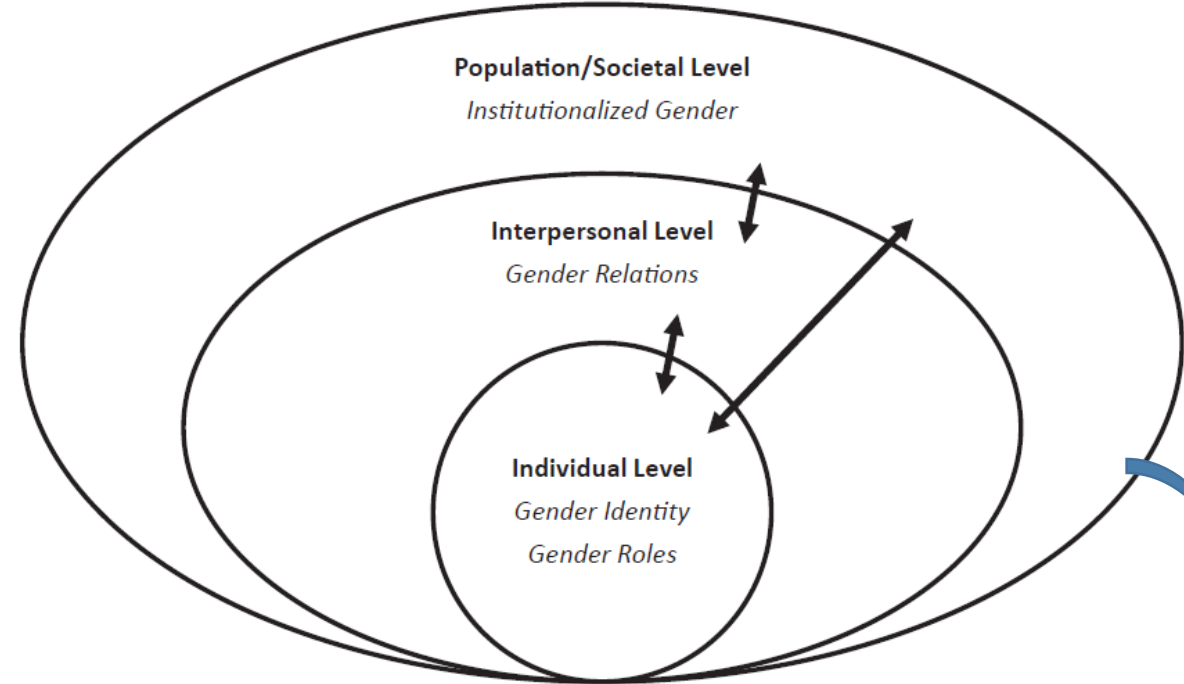 Population/Societal Level
Institutionalized Gender
Interpersonal Level
Gender Relations
Individual Level
Gender Identity
Gender Roles